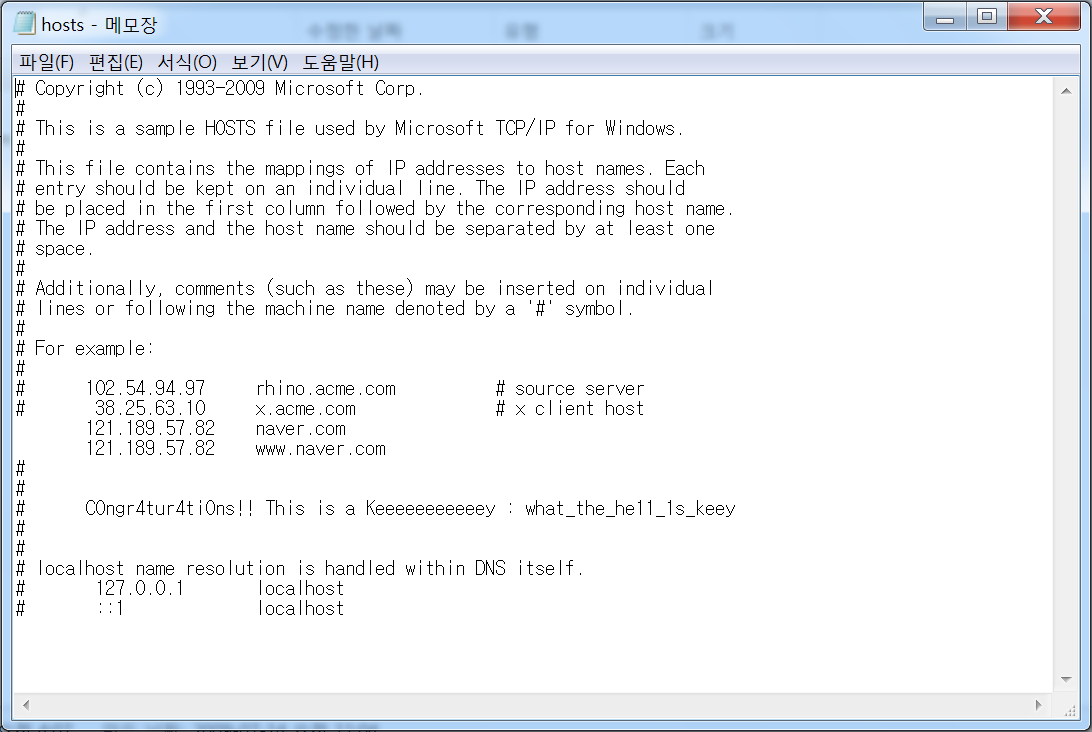 hosts - 메모장
파일(F) 편집(E) 서식(O) 보기(V) 도움말(H)
# Copyright (c) 1993-2009 Microsoft Corp.
#
# This is a sample HOSTS file used by Microsoft TCP/IP for Windows.
#
# This file contains the mappings of IP addresses to host names. Each
# entry should be kept on an individual line. The IP address should
# be placed in the first column followed by the corresponding host name.
# The IP address and the host name should be separated by at least one
# space.
#
# Additionally, comments (such as these) may be inserted on individual
# lines or following the machine name denoted by a '#' symbol.
#
# For example:
#
#      102.54.94.97     rhino.acme.com          # source server
#       38.25.63.10     x.acme.com              # x client host
       121.189.57.82    naver.com
       121.189.57.82    www.naver.com
#
#
#      C0ngr4tur4ti0ns!! This is a Keeeeeeeeeeey : what_the_he11_1s_keey
#
#
# localhost name resolution is handled within DNS itself.
#       127.0.0.1       localhost
#       ::1             localhost